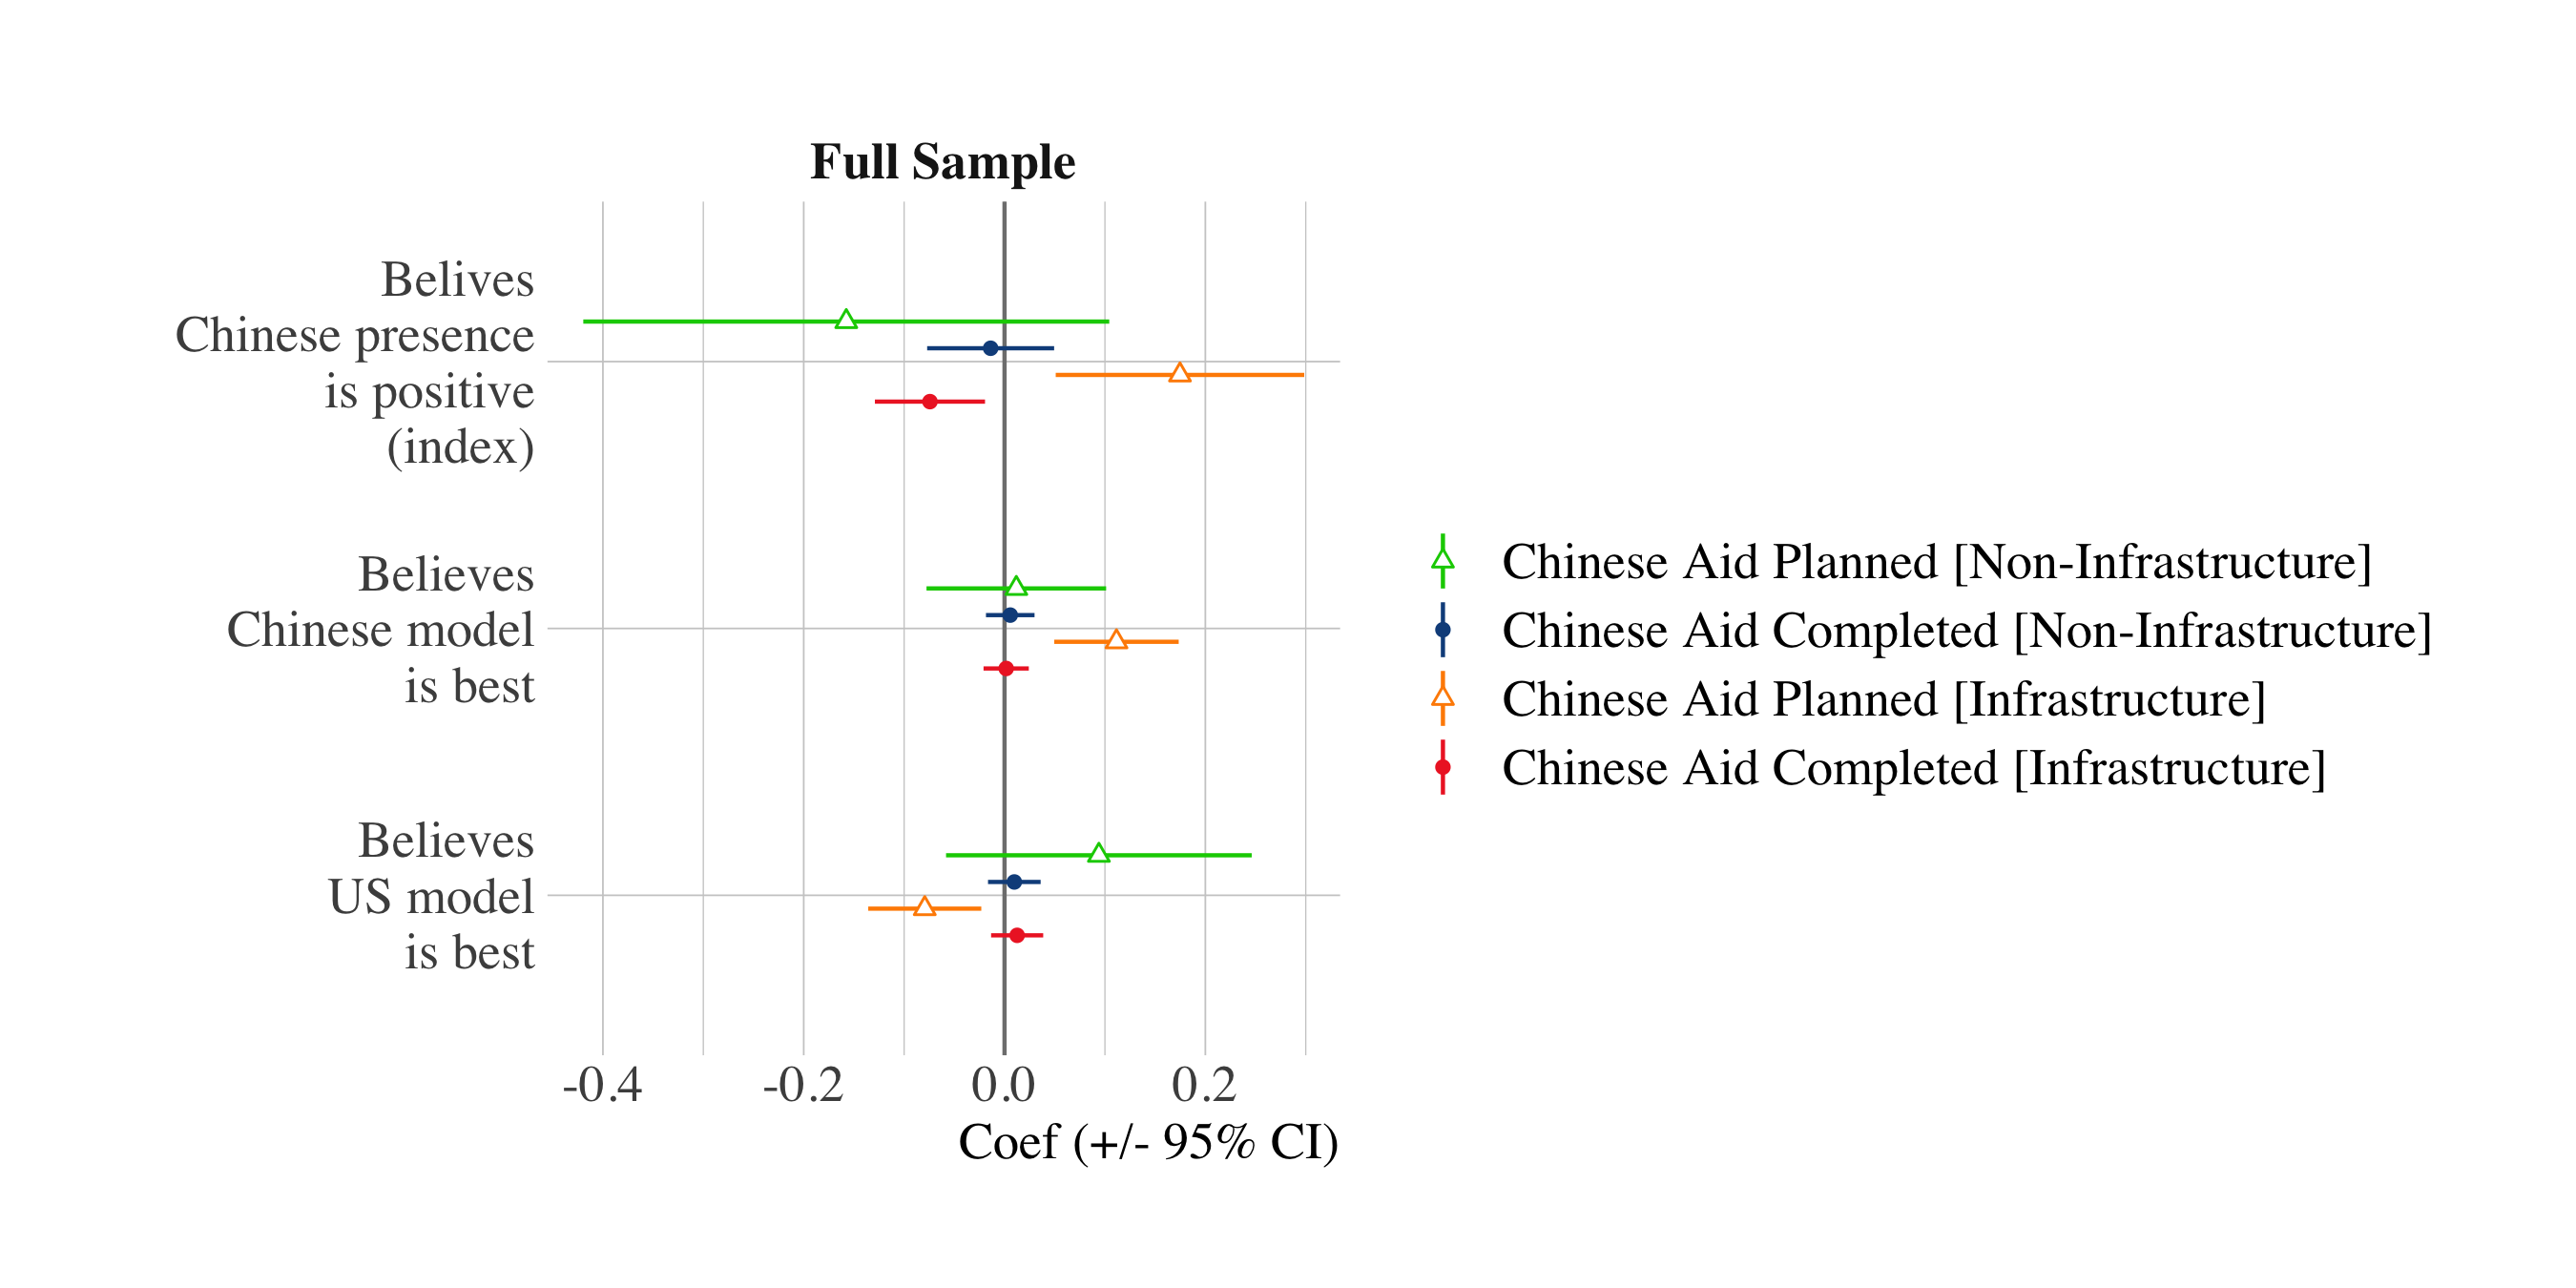 Full Sample
Belives
Chinese presence
is positive
(index)
Believes
Chinese model
is best
Believes
US model
is best
-0.4
-0.2
0.0
0.2
Coef (+/- 95% CI)
Chinese Aid Planned [Non-Infrastructure]
Chinese Aid Completed [Non-Infrastructure]
Chinese Aid Planned [Infrastructure]
Chinese Aid Completed [Infrastructure]